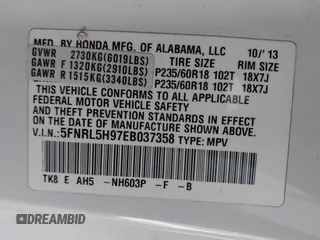 MFD. BY HONDA MFG. OF ALABAMA, LLC 10/'13
GVWR 2730KG(6019LBS) TIRE SIZE RIM SIZE
GAWR F 1320KG(2910LBS) P235/60R18 102T 18X7J
GAWR R 1515KG(3340LBS) P235/60R18 102T 18X7J
THIS VEHICLE CONFORMS TO ALL APPLICABLE
FEDERAL MOTOR VEHICLE SAFETY AND
THEFT PREVENTION STANDARDS IN EFFECT ON
THE DATE OF MANUFACTURE SHOWN ABOVE.
V.I.N.: 5FNRL5H97EB037358 TYPE: MPV
TK8 E AH5 -NH603P -F -B
DREAMBID